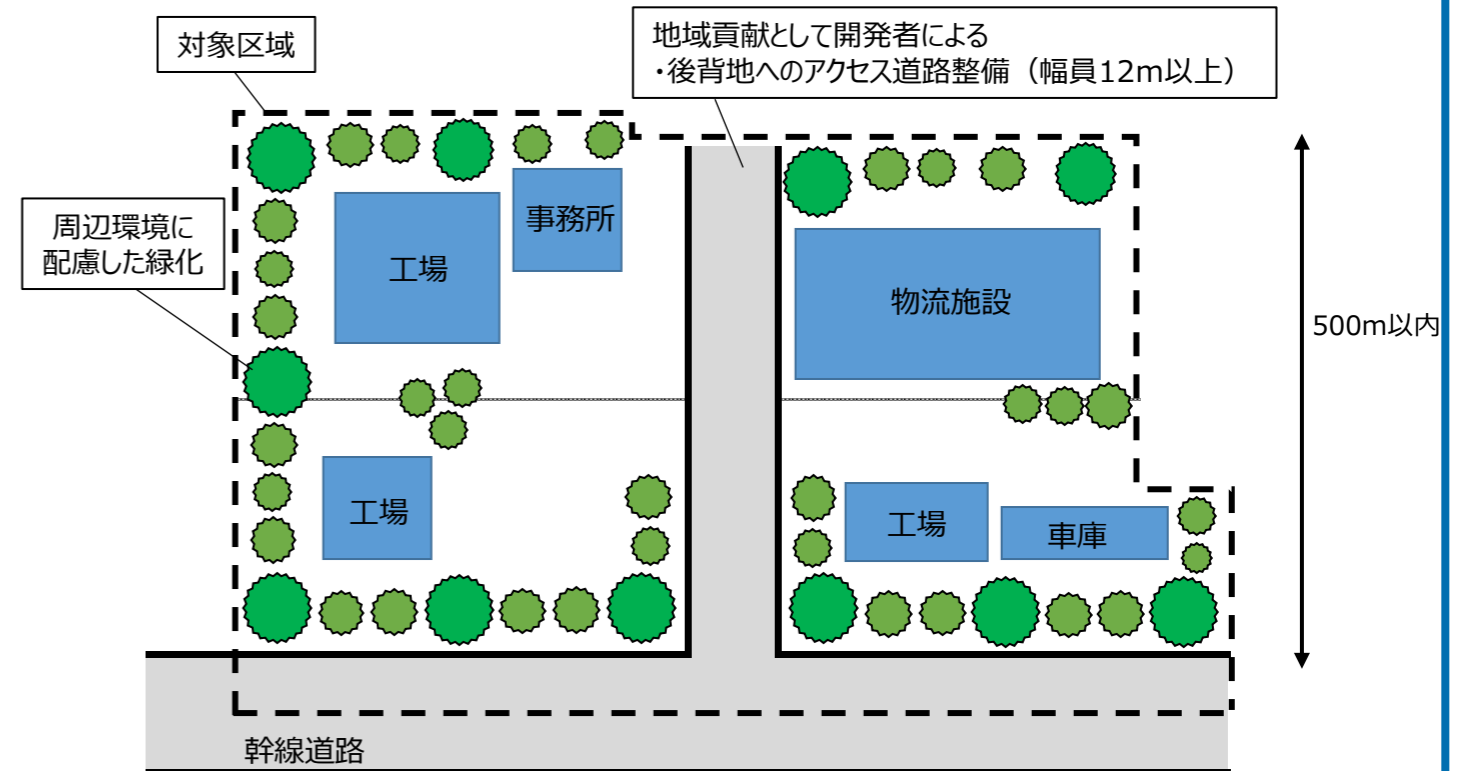 対象区域
地域貢献として開発者による
・後背地へのアクセス道路整備（幅員12m以上）
周辺環境に
配慮した緑化
事務所
工場
物流施設
500m以内
工場
工場
車庫
幹線道路